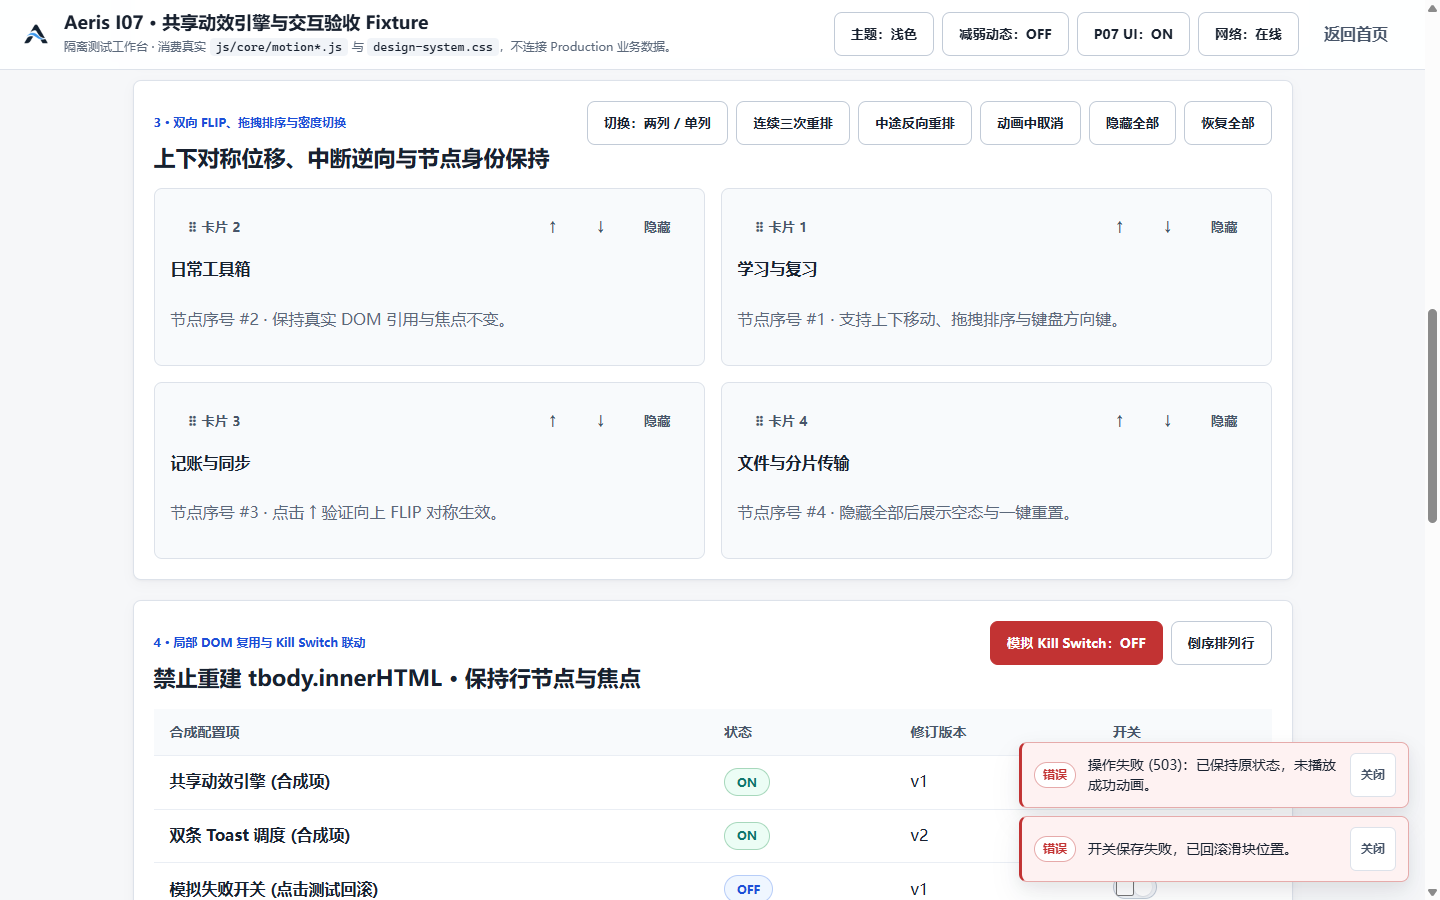 Aeris I07 • 共享动效引擎与交互验收 Fixture
隔离测试工作台 · 消费真实 js/core/motion*.js 与 design-system.css ，不连接 Production 业务数据。
主题：浅色
减弱动态：OFF
P07 UI：ON
网络：在线
返回首页
3 • 双向 FLIP、拖拽排序与密度切换
上下对称位移、中断逆向与节点身份保持
切换：两列 / 单列
连续三次重排
中途反向重排
动画中取消
隐藏全部
恢复全部
⠿ 卡片 2 ↑ ↓ 隐藏
日常工具箱
节点序号 #2 · 保持真实 DOM 引用与焦点不变。
⠿ 卡片 1 ↑ ↓ 隐藏
学习与复习
节点序号 #1 · 支持上下移动、拖拽排序与键盘方向键。
⠿ 卡片 3 ↑ ↓ 隐藏
记账与同步
节点序号 #3 · 点击 ↑ 验证向上 FLIP 对称生效。
⠿ 卡片 4 ↑ ↓ 隐藏
文件与分片传输
节点序号 #4 · 隐藏全部后展示空态与一键重置。
4 • 局部 DOM 复用与 Kill Switch 联动
禁止重建 tbody.innerHTML • 保持行节点与焦点
模拟 Kill Switch：OFF
倒序排列行
合成配置项 状态 修订版本 开关
共享动效引擎 (合成项) ON v1
双条 Toast 调度 (合成项) ON v2
模拟失败开关 (点击测试回滚) OFF v1
错误
操作失败 (503)：已保持原状态，未播放
成功动画。
关闭
错误
开关保存失败，已回滚滑块位置。
关闭